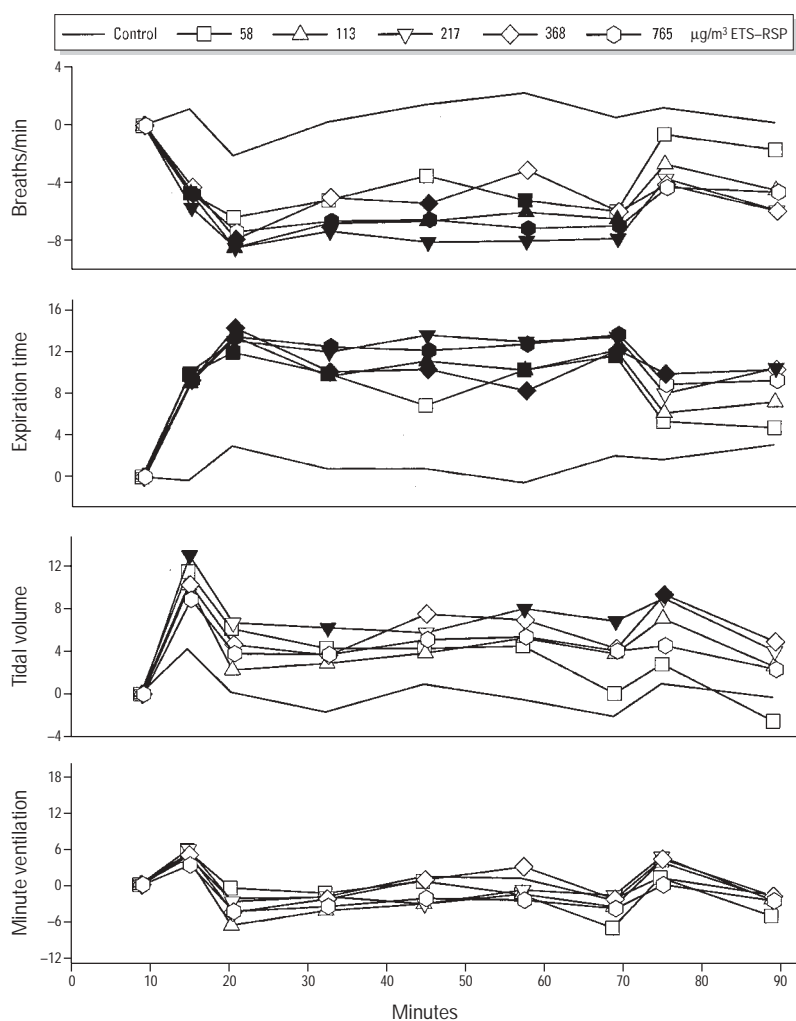 Control 58 113 217 368 765 μg/m³ ETS–RSP
4
0
−4
−8
Breaths/min
16
12
8
4
0
Expiration time
12
8
4
0
−4
Tidal volume
18
12
6
0
−6
−12
Minute ventilation
0 10 20 30 40 50 60 70 80 90
Minutes